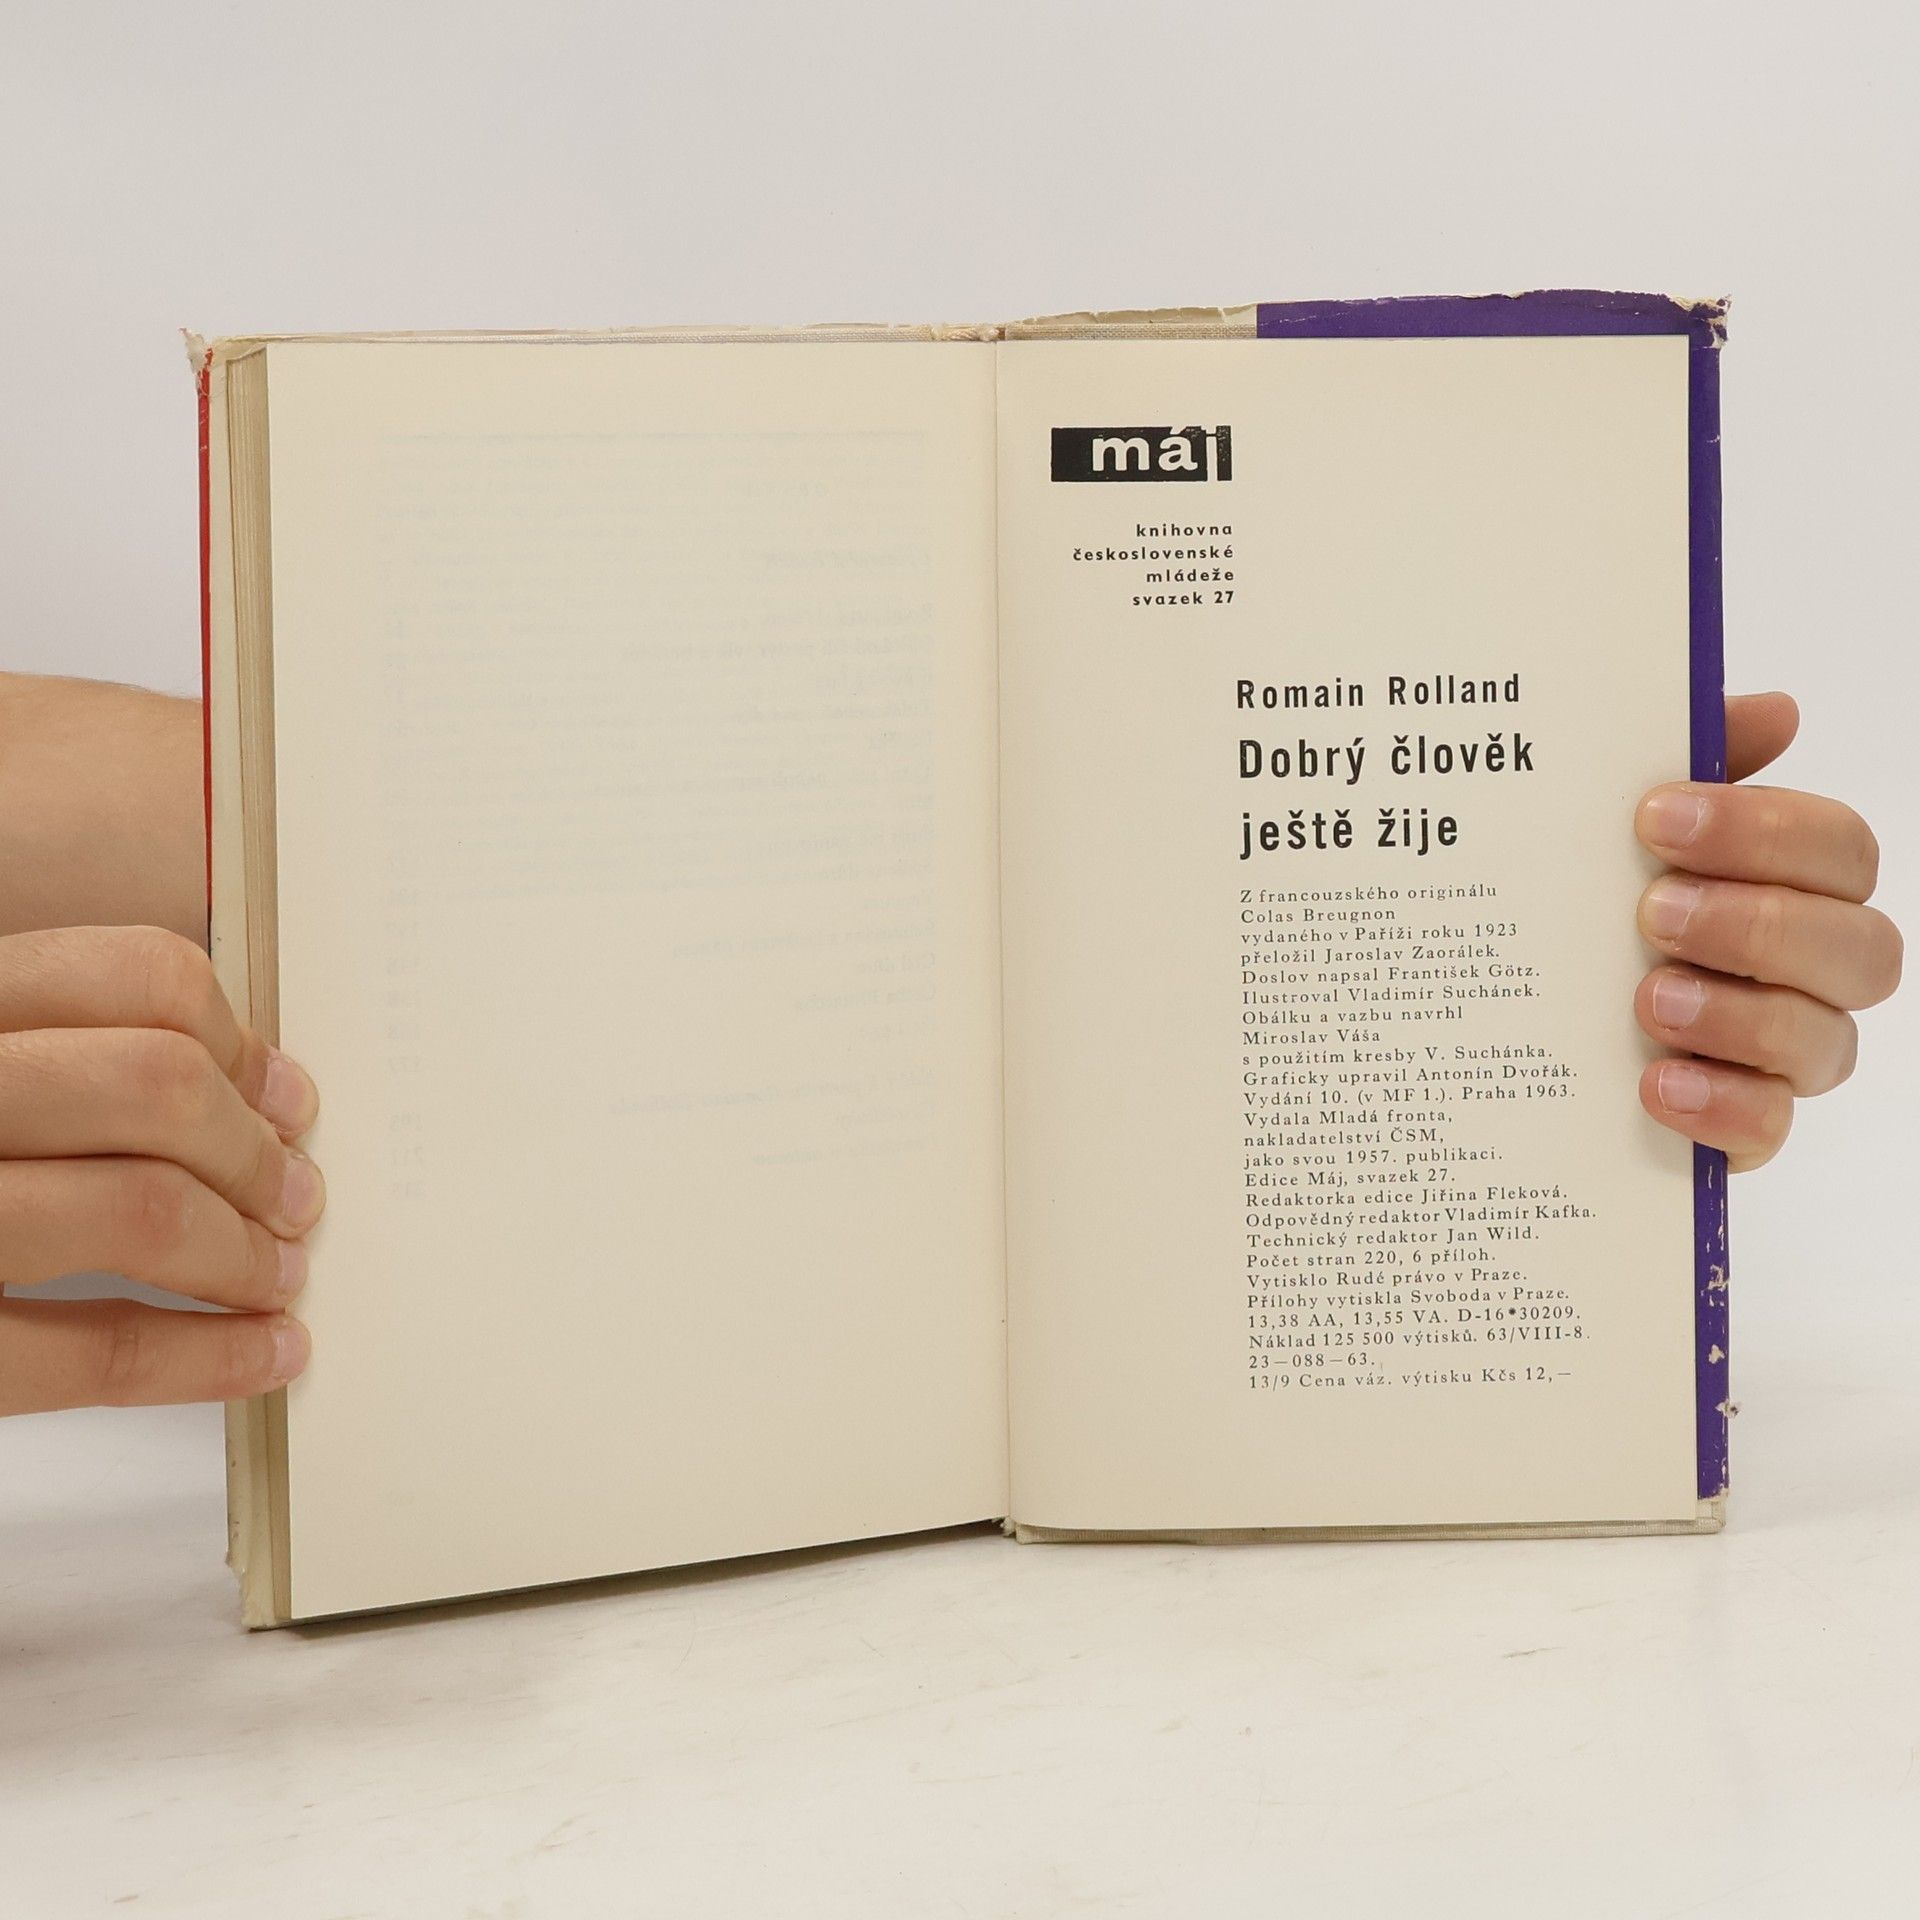 máj
knihovna
československé
mládeže
svazek 27
Romain Rolland
Dobrý člověk
ještě žije
Z francouzského originálu
Colas Breugnon
vydaného v Paříži roku 1923
přeložil Jaroslav Zaorálek.
Doslov napsal František Götz.
Ilustroval Vladimír Suchánek.
Obálku a vazbu navrhl
Miroslav Váša
s použitím kresby V. Suchánka.
Graficky upravil Antonín Dvořák.
Vydání 10. (v MF 1.). Praha 1963.
Vydala Mladá fronta,
nakladatelství ČSM,
jako svou 1957. publikaci.
Edice Máj, svazek 27.
Redaktorka edice Jiřina Fleková.
Odpovědný redaktor Vladimír Kafka.
Technický redaktor Jan Wild.
Počet stran 220, 6 příloh.
Vytisklo Rudé právo v Praze.
Přílohy vytiskla Svoboda v Praze.
13,38 AA, 13,55 VA. D-16*30209.
Náklad 125 500 výtisků. 63/VIII-8.
23—088—63.
13/9 Cena váz. výtisku Kčs 12,—